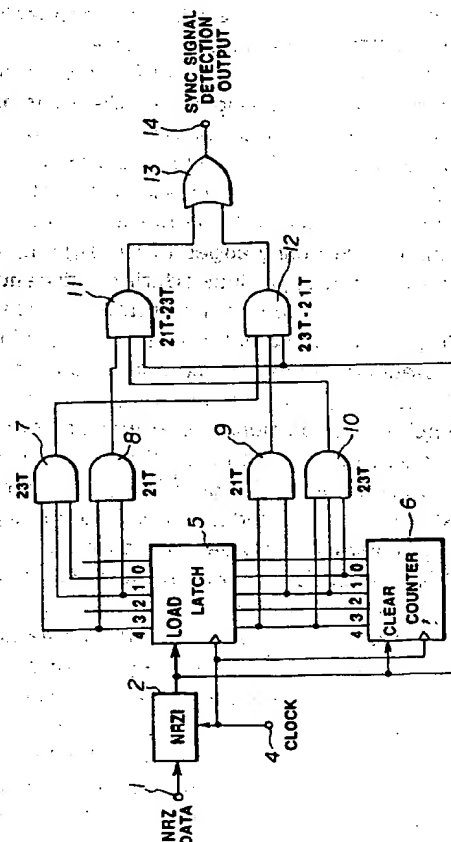 NRZ
DATA
1
2
NRZI
4
CLOCK
LOAD
LATCH
5
4 3 2 1 0
CLEAR
COUNTER
6
4 3 2 1 0
23T
7
21T
8
21T
9
23T
10
11
21T-23T
12
23T-21T
13
14
SYNC SIGNAL
DETECTION
OUTPUT